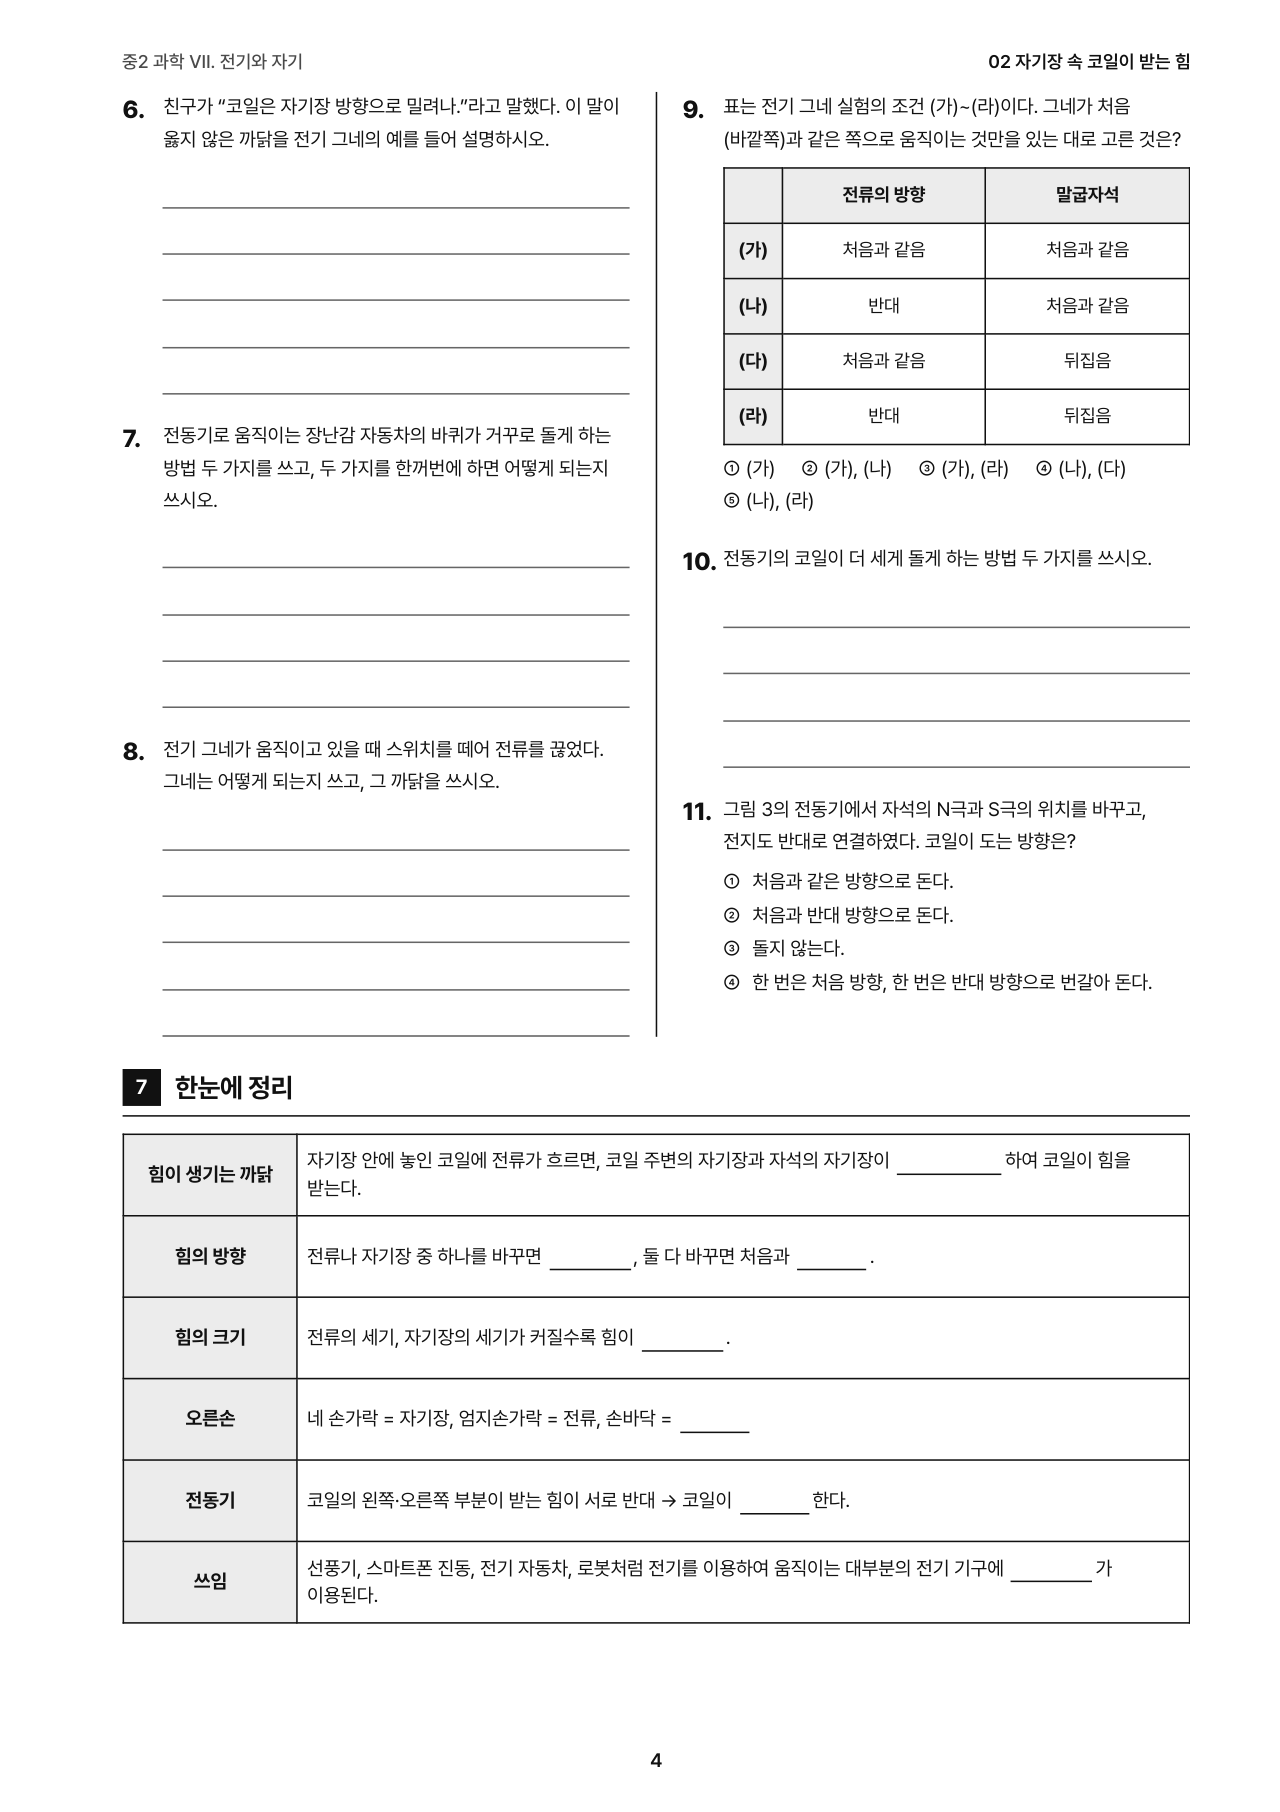 중2 과학 VII. 전기와 자기
02 자기장 속 코일이 받는 힘
6. 친구가 “코일은 자기장 방향으로 밀려나.”라고 말했다. 이 말이
옳지 않은 까닭을 전기 그네의 예를 들어 설명하시오.
7. 전동기로 움직이는 장난감 자동차의 바퀴가 거꾸로 돌게 하는
방법 두 가지를 쓰고, 두 가지를 한꺼번에 하면 어떻게 되는지
쓰시오.
8. 전기 그네가 움직이고 있을 때 스위치를 떼어 전류를 끊었다.
그네는 어떻게 되는지 쓰고, 그 까닭을 쓰시오.
9. 표는 전기 그네 실험의 조건 (가)~(라)이다. 그네가 처음
(바깥쪽)과 같은 쪽으로 움직이는 것만을 있는 대로 고른 것은?
전류의 방향 말굽자석
(가) 처음과 같음 처음과 같음
(나) 반대 처음과 같음
(다) 처음과 같음 뒤집음
(라) 반대 뒤집음
① (가) ② (가), (나) ③ (가), (라) ④ (나), (다)
⑤ (나), (라)
10. 전동기의 코일이 더 세게 돌게 하는 방법 두 가지를 쓰시오.
11. 그림 3의 전동기에서 자석의 N극과 S극의 위치를 바꾸고,
전지도 반대로 연결하였다. 코일이 도는 방향은?
① 처음과 같은 방향으로 돈다.
② 처음과 반대 방향으로 돈다.
③ 돌지 않는다.
④ 한 번은 처음 방향, 한 번은 반대 방향으로 번갈아 돈다.
7 한눈에 정리
힘이 생기는 까닭 자기장 안에 놓인 코일에 전류가 흐르면, 코일 주변의 자기장과 자석의 자기장이 ________ 하여 코일이 힘을
받는다.
힘의 방향 전류나 자기장 중 하나를 바꾸면 ________, 둘 다 바꾸면 처음과 ________.
힘의 크기 전류의 세기, 자기장의 세기가 커질수록 힘이 ________.
오른손 네 손가락 = 자기장, 엄지손가락 = 전류, 손바닥 = ________
전동기 코일의 왼쪽·오른쪽 부분이 받는 힘이 서로 반대 → 코일이 ________ 한다.
쓰임 선풍기, 스마트폰 진동, 전기 자동차, 로봇처럼 전기를 이용하여 움직이는 대부분의 전기 기구에 ________ 가
이용된다.
4